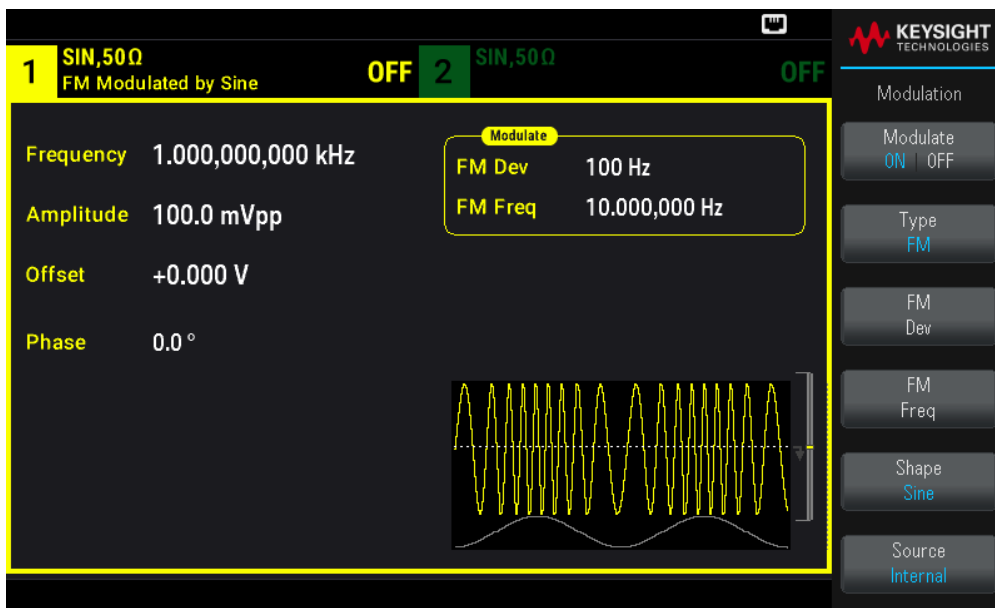 1
SIN,50Ω
FM Modulated by Sine
OFF
2
SIN,50Ω
OFF
Frequency 1.000,000,000 kHz
Amplitude 100.0 mVpp
Offset +0.000 V
Phase 0.0 °
Modulate
FM Dev 100 Hz
FM Freq 10.000,000 Hz
KEYSIGHT
TECHNOLOGIES
Modulation
Modulate
ON | OFF
Type
FM
FM
Dev
FM
Freq
Shape
Sine
Source
Internal